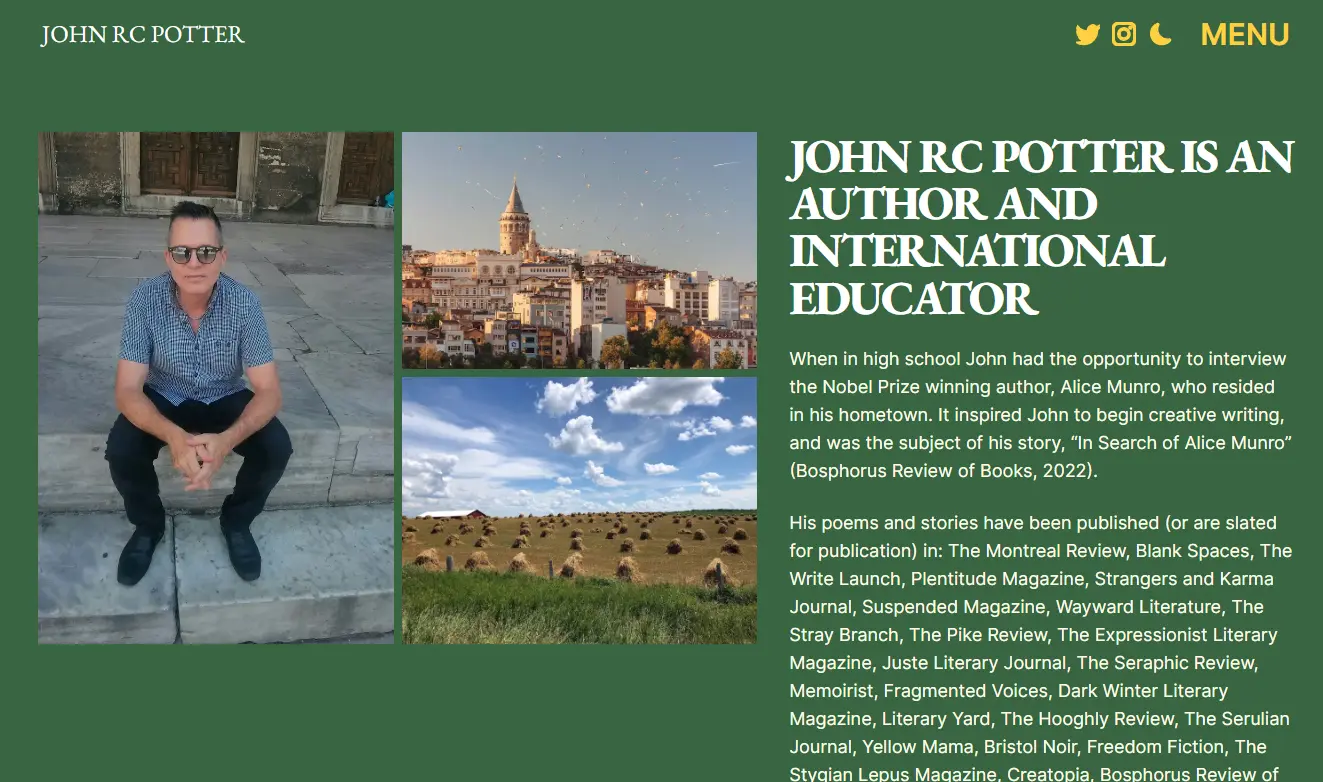 JOHN RC POTTER
MENU
JOHN RC POTTER IS AN
AUTHOR AND
INTERNATIONAL
EDUCATOR
When in high school John had the opportunity to interview
the Nobel Prize winning author, Alice Munro, who resided
in his hometown. It inspired John to begin creative writing,
and was the subject of his story, “In Search of Alice Munro”
(Bosphorus Review of Books, 2022).
His poems and stories have been published (or are slated
for publication) in: The Montreal Review, Blank Spaces, The
Write Launch, Plentitude Magazine, Strangers and Karma
Journal, Suspended Magazine, Wayward Literature, The
Stray Branch, The Pike Review, The Expressionist Literary
Magazine, Juste Literary Journal, The Seraphic Review,
Memoirist, Fragmented Voices, Dark Winter Literary
Magazine, Literary Yard, The Hooghly Review, The Serulian
Journal, Yellow Mama, Bristol Noir, Freedom Fiction, The
Stygian Lepus Magazine, Creatopia, Bosphorus Review of